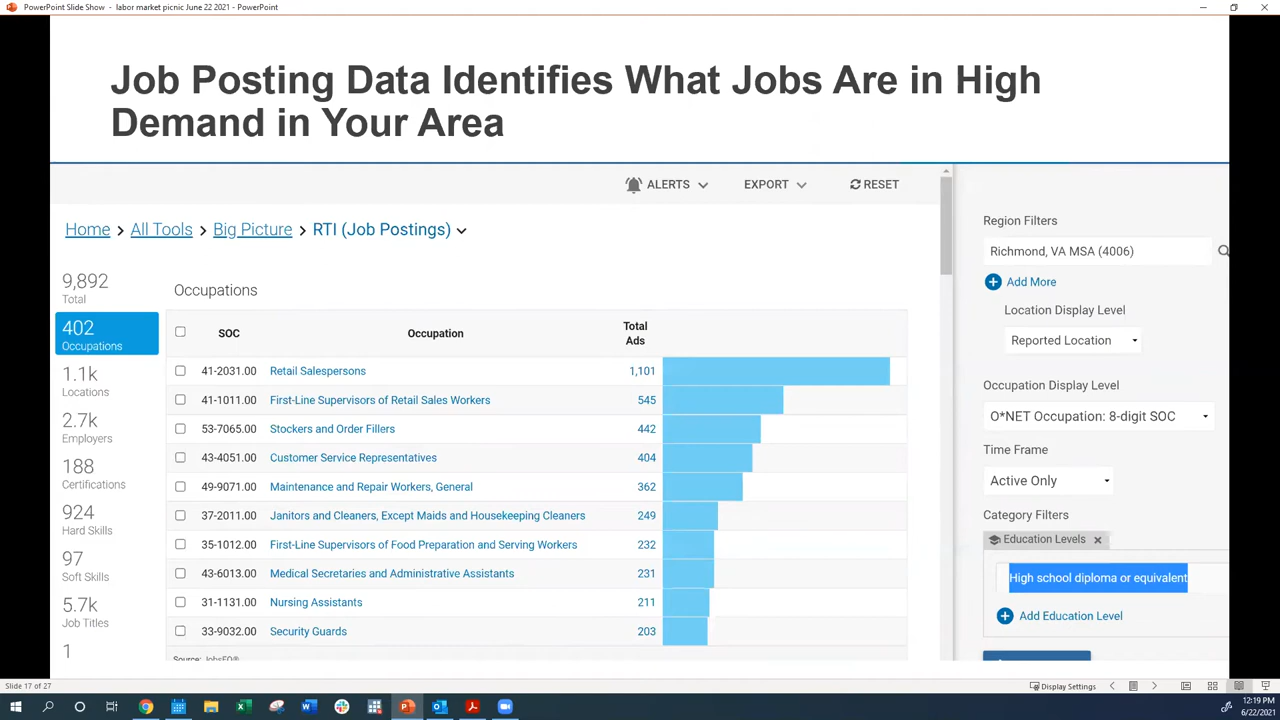 PowerPoint Slide Show - labor market picnic June 22 2021 - PowerPoint
Job Posting Data Identifies What Jobs Are in High
Demand in Your Area
ALERTS EXPORT RESET
Home > All Tools > Big Picture > RTI (Job Postings)
9,892
Total
402
Occupations
1.1k
Locations
2.7k
Employers
188
Certifications
924
Hard Skills
97
Soft Skills
5.7k
Job Titles
1
Occupations
SOC Occupation Total
Ads
41-2031.00 Retail Salespersons 1,101
41-1011.00 First-Line Supervisors of Retail Sales Workers 545
53-7065.00 Stockers and Order Fillers 442
43-4051.00 Customer Service Representatives 404
49-9071.00 Maintenance and Repair Workers, General 362
37-2011.00 Janitors and Cleaners, Except Maids and Housekeeping Cleaners 249
35-1012.00 First-Line Supervisors of Food Preparation and Serving Workers 232
43-6013.00 Medical Secretaries and Administrative Assistants 231
31-1131.00 Nursing Assistants 211
33-9032.00 Security Guards 203
Source: JobsEQ®
Region Filters
Richmond, VA MSA (4006)
Add More
Location Display Level
Reported Location
Occupation Display Level
O*NET Occupation: 8-digit SOC
Time Frame
Active Only
Category Filters
Education Levels
High school diploma or equivalent
Add Education Level
Slide 17 of 27
Display Settings
12:19 PM
6/22/2021